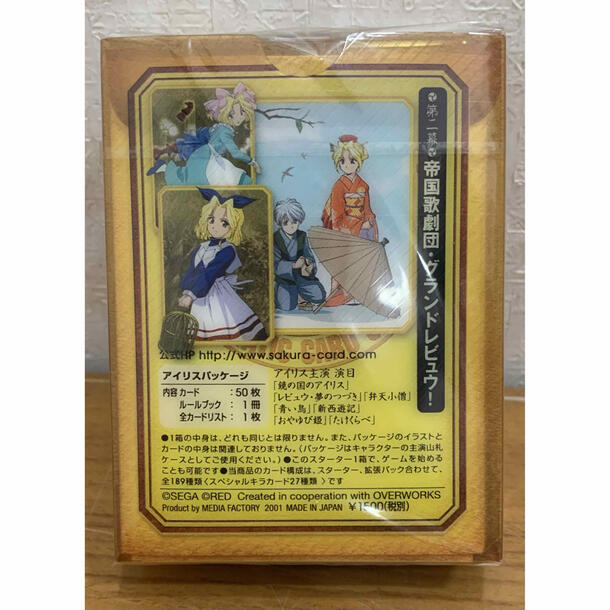 第二幕
帝国歌劇団・グランドレビュウ!
公式HP http://www.sakura-card.com
アイリスパッケージ
内容カード:50枚
ルールブック:1冊
全カードリスト:1枚
アイリス主演 演目
「鏡の国のアイリス」
「レビュウ・夢のつづき」「弁天小僧」
「青い鳥」「新西遊記」
「おやゆび姫」「たけくらべ」
●1箱の中身は、どれも同じとは限りません。また、パッケージのイラストと
カードの中身は関連しておりません。(パッケージはキャラクターの主演山札
ケースとしてご使用ください。)●このスターター1箱で、ゲームを始める
ことも可能です●当商品のカード構成は、スターター、拡張パック合わせて、
全189種類〈スペシャルキラカード27種類〉です
©SEGA ©RED Created in cooperation with OVERWORKS
Product by MEDIA FACTORY 2001 MADE IN JAPAN ¥1500(税別)